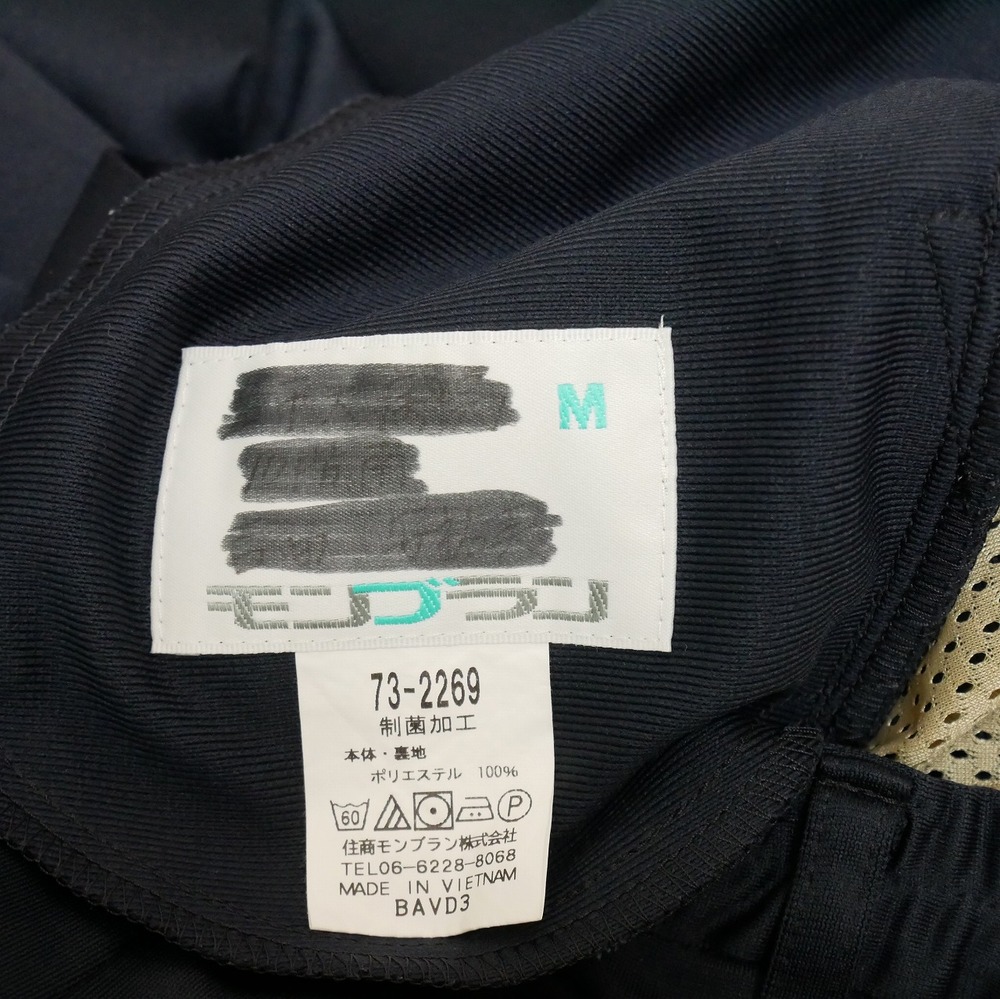 M
モンブラン
73-2269
制菌加工
本体・裏地
ポリエステル 100%
60 P
住商モンブラン株式会社
TEL06-6228-8068
MADE IN VIETNAM
BAVD3